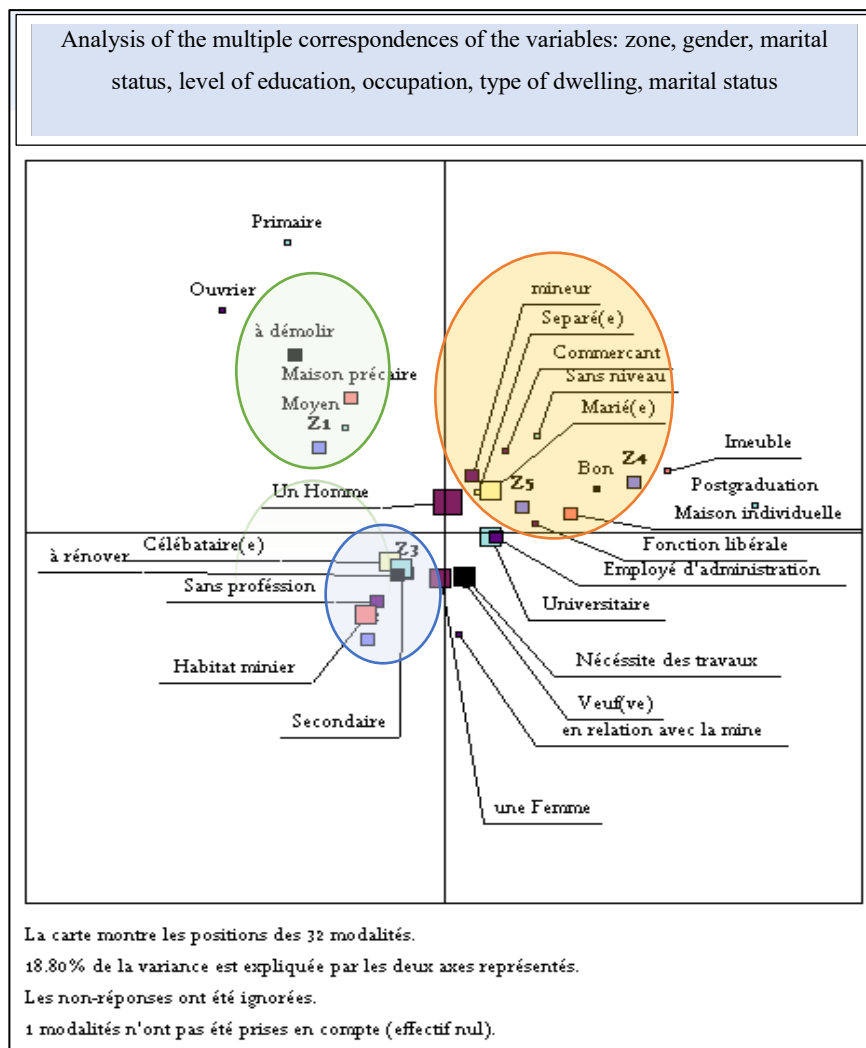 Analysis of the multiple correspondences of the variables: zone, gender, marital
status, level of education, occupation, type of dwelling, marital status
Primaire
Ouvrier
à démolir
Maison précaire
Moyen
Z1
mineur
Separé(e)
Commercant
Sans niveau
Marié(e)
Imeuble
Bon
Z4
Z5
Postgraduation
Maison individuelle
Un Homme
Fonction libérale
Célébataire(e)
Z3
à rénover
Employé d'administration
Sans proféssion
Universitaire
Habitat minier
Nécéssite des travaux
Veuf(ve)
Secondaire
en relation avec la mine
une Femme
La carte montre les positions des 32 modalités.
18.80% de la variance est expliquée par les deux axes représentés.
Les non-réponses ont été ignorées.
1 modalités n'ont pas été prises en compte (effectif nul).